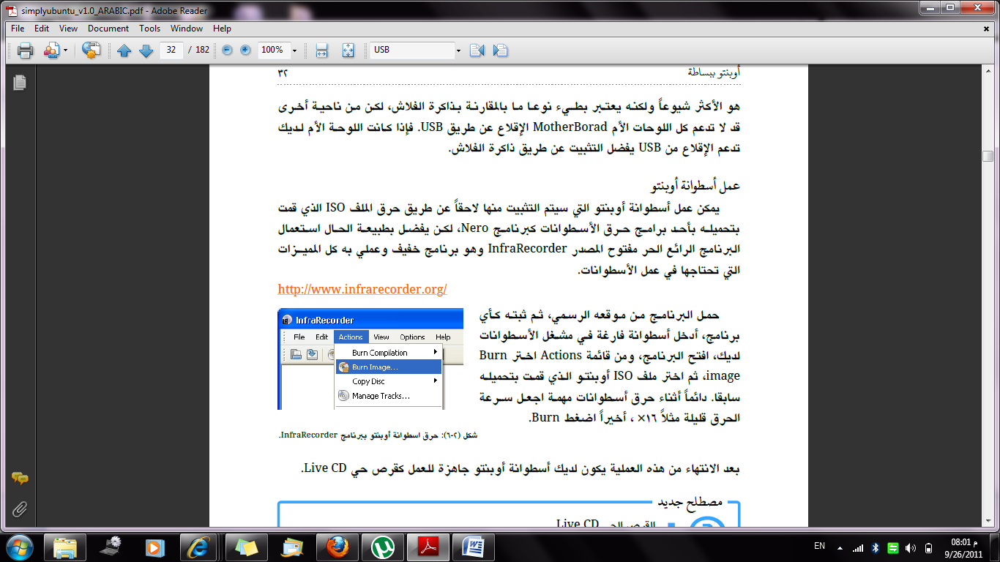 simplyubuntu_v1.0_ARABIC.pdf - Adobe Reader
File Edit View Document Tools Window Help
32 / 182 100% USB
أوبنتو ببساطة ٣٢
هو الأكثر شيوعاً ولكنه يعتبر بطيء نوعا ما بالمقارنة بذاكرة الفلاش، لكن من ناحية أخرى
قد لا تدعم كل اللوحات الأم MotherBorad الإقلاع عن طريق USB. فإذا كانت اللوحة الأم لديك
تدعم الإقلاع من USB يفضل التثبيت عن طريق ذاكرة الفلاش.
عمل أسطوانة أوبنتو
يمكن عمل أسطوانة أوبنتو التي سيتم التثبيت منها لاحقاً عن طريق حرق الملف ISO الذي قمت
بتحميله بأحد برامج حرق الأسطوانات كبرنامج Nero، لكن يفضل بطبيعة الحال استعمال
البرنامج الرائع الحر مفتوح المصدر InfraRecorder وهو برنامج خفيف وعملي به كل المميزات
التي تحتاجها في عمل الأسطوانات.
http://www.infrarecorder.org/
حمل البرنامج من موقعه الرسمي، ثم ثبته كأي
برنامج، أدخل أسطوانة فارغة في مشغل الأسطوانات
لديك، افتح البرنامج، ومن قائمة Actions اختر Burn
image، ثم اختر ملف ISO أوبنتو الذي قمت بتحميله
سابقا. دائماً أثناء حرق أسطوانات مهمة اجعل سرعة
الحرق قليلة مثلاً ١٦× ، أخيراً اضغط Burn.
InfraRecorder
File Edit Actions View Options Help
Burn Compilation
Burn Image...
Copy Disc
Manage Tracks...
شكل (٢-٦): حرق اسطوانة أوبنتو ببرنامج InfraRecorder.
بعد الانتهاء من هذه العملية يكون لديك أسطوانة أوبنتو جاهزة للعمل كقرص حي Live CD.
مصطلح جديد
القرص الحي Live CD
EN 08:01 م
9/26/2011